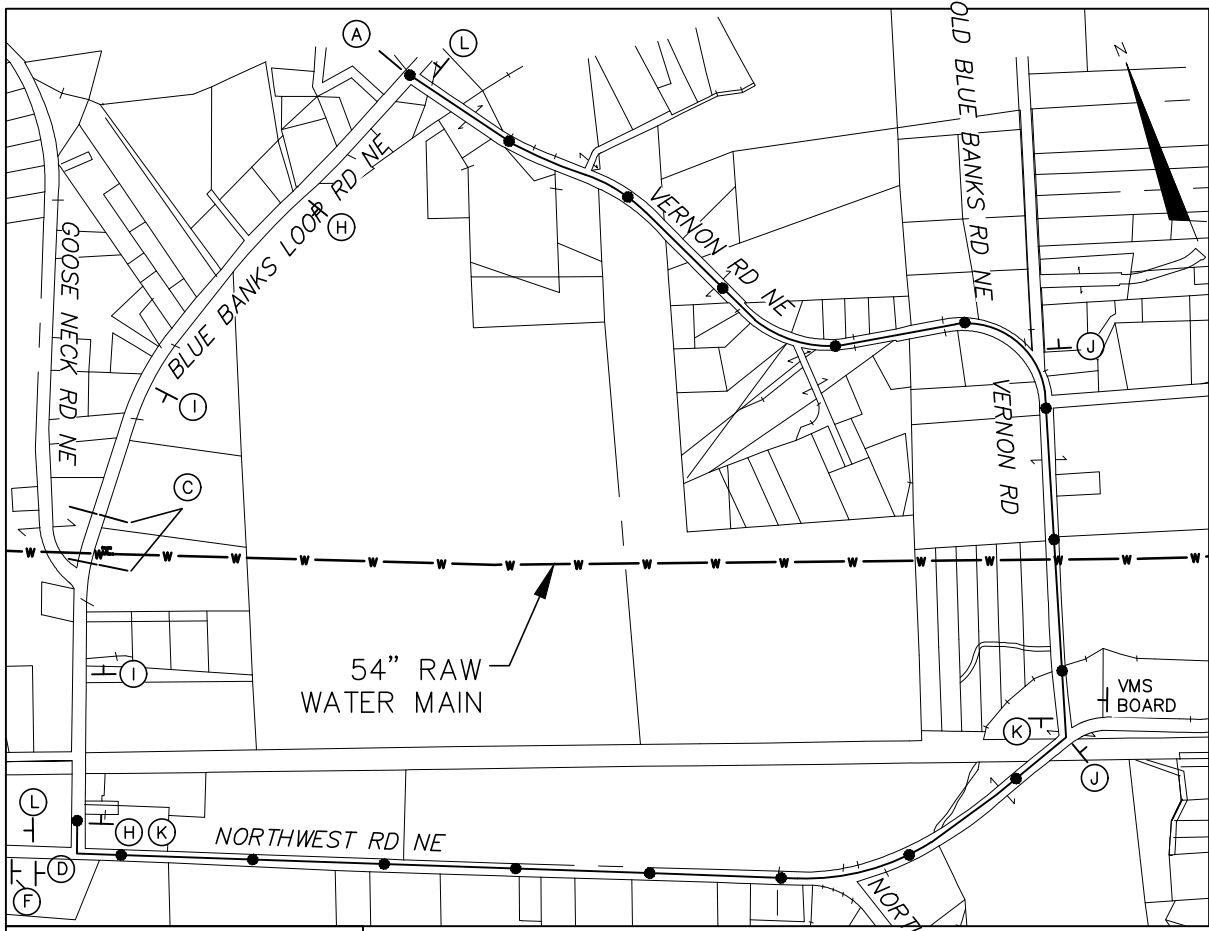 A
L
N
OLD BLUE BANKS RD NE
BLUE BANKS LOOP RD NE
H
VERNON RD NE
GOOSE NECK RD NE
J
I
VERNON RD
C
W W W W W W W W W W W W W W W W W W
54” RAW
WATER MAIN
I
VMS
BOARD
K
J
L
H K
NORTHWEST RD NE
D
F
NORTH